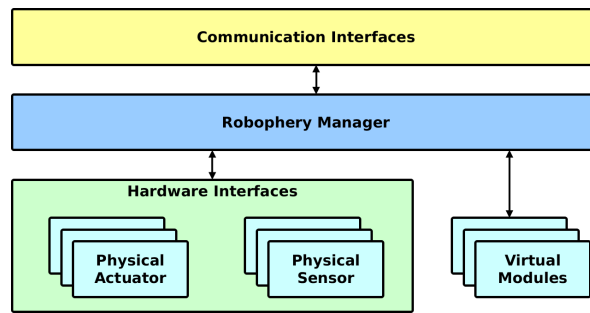 Communication Interfaces
Robophery Manager
Hardware Interfaces
Physical
Actuator
Physical
Sensor
Virtual
Modules